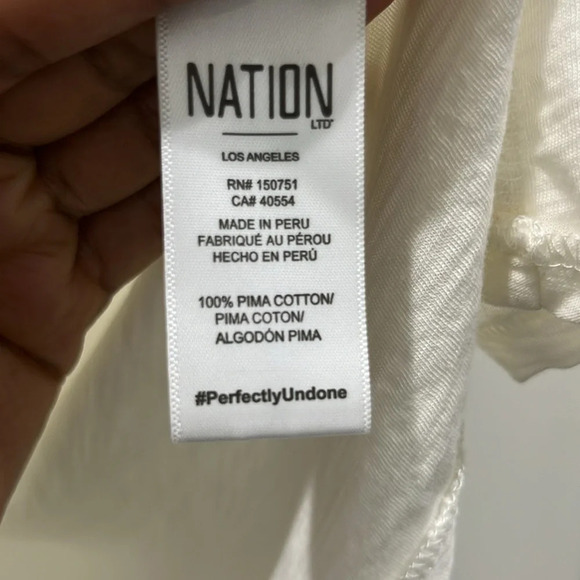 NATION
LTD
LOS ANGELES
RN# 150751
CA# 40554
MADE IN PERU
FABRIQUÉ AU PÉROU
HECHO EN PERÚ
100% PIMA COTTON/
PIMA COTON/
ALGODÓN PIMA
#PerfectlyUndone